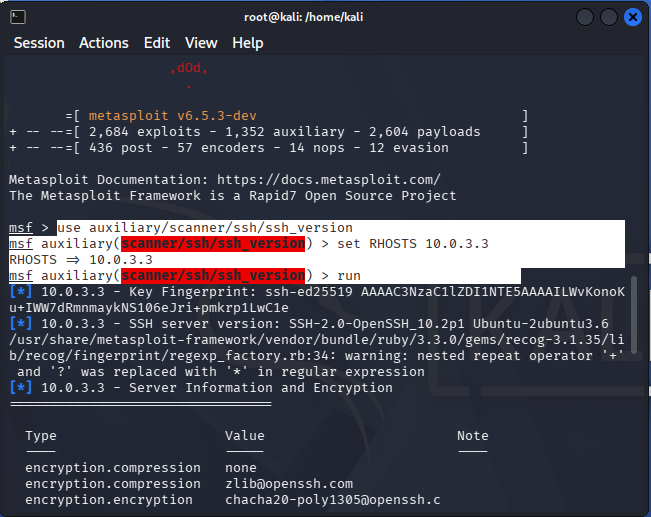 root@kali: /home/kali
Session Actions Edit View Help
,d0d,
.
=[ metasploit v6.5.3-dev ]
+ -- --=[ 2,684 exploits - 1,352 auxiliary - 2,604 payloads ]
+ -- --=[ 436 post - 57 encoders - 14 nops - 12 evasion ]
Metasploit Documentation: https://docs.metasploit.com/
The Metasploit Framework is a Rapid7 Open Source Project
msf > use auxiliary/scanner/ssh/ssh_version
msf auxiliary(scanner/ssh/ssh_version) > set RHOSTS 10.0.3.3
RHOSTS => 10.0.3.3
msf auxiliary(scanner/ssh/ssh_version) > run
[*] 10.0.3.3 - Key Fingerprint: ssh-ed25519 AAAAC3NzaC1lZDI1NTE5AAAAILWvKonoK
u+IWW7dRmnmaykNS106eJri+pmkrp1LwC1e
[*] 10.0.3.3 - SSH server version: SSH-2.0-OpenSSH_10.2p1 Ubuntu-2ubuntu3.6
/usr/share/metasploit-framework/vendor/bundle/ruby/3.3.0/gems/recog-3.1.35/li
b/recog/fingerprint/regexp_factory.rb:34: warning: nested repeat operator '+'
and '?' was replaced with '*' in regular expression
[*] 10.0.3.3 - Server Information and Encryption
=================================
Type Value Note
---- ----- ----
encryption.compression none
encryption.compression zlib@openssh.com
encryption.encryption chacha20-poly1305@openssh.c